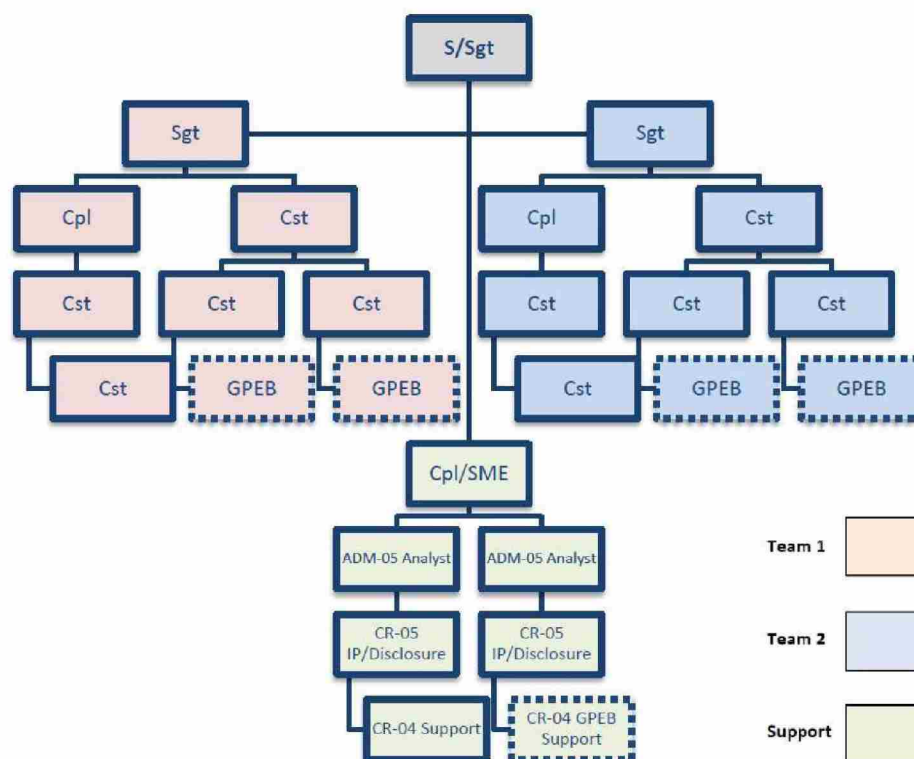 S/Sgt
Sgt
Sgt
Cpl
Cst
Cpl
Cst
Cst
Cst
Cst
Cst
Cst
Cst
Cst
GPEB
GPEB
Cst
GPEB
GPEB
Cpl/SME
ADM-05 Analyst
ADM-05 Analyst
CR-05
IP/Disclosure
CR-05
IP/Disclosure
CR-04 Support
CR-04 GPEB
Support
Team 1
Team 2
Support